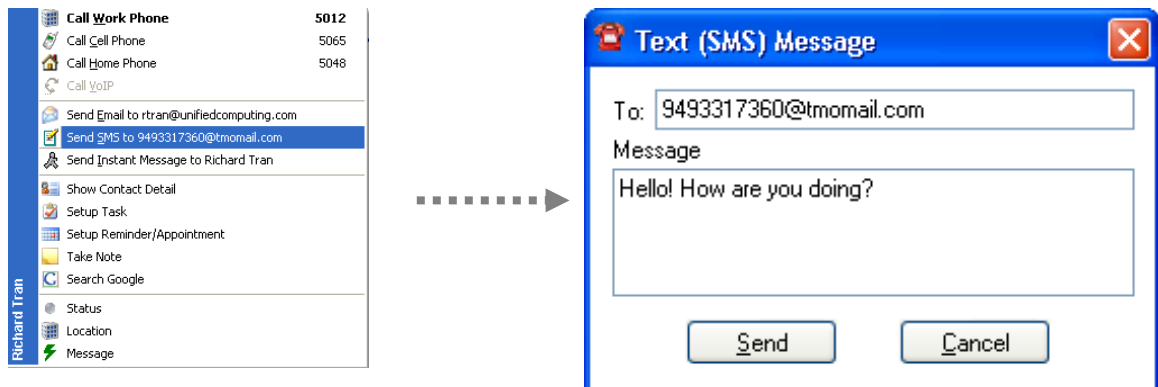 Call Work Phone 5012
Call Cell Phone 5065
Call Home Phone 5048
Call VoIP
Send Email to rtran@unifiedcomputing.com
Send SMS to 9493317360@tmomail.com
Send Instant Message to Richard Tran
Show Contact Detail
Setup Task
Setup Reminder/Appointment
Take Note
Search Google
Status
Location
Message
Richard Tran
Text (SMS) Message
To: 9493317360@tmomail.com
Message
Hello! How are you doing?
Send Cancel